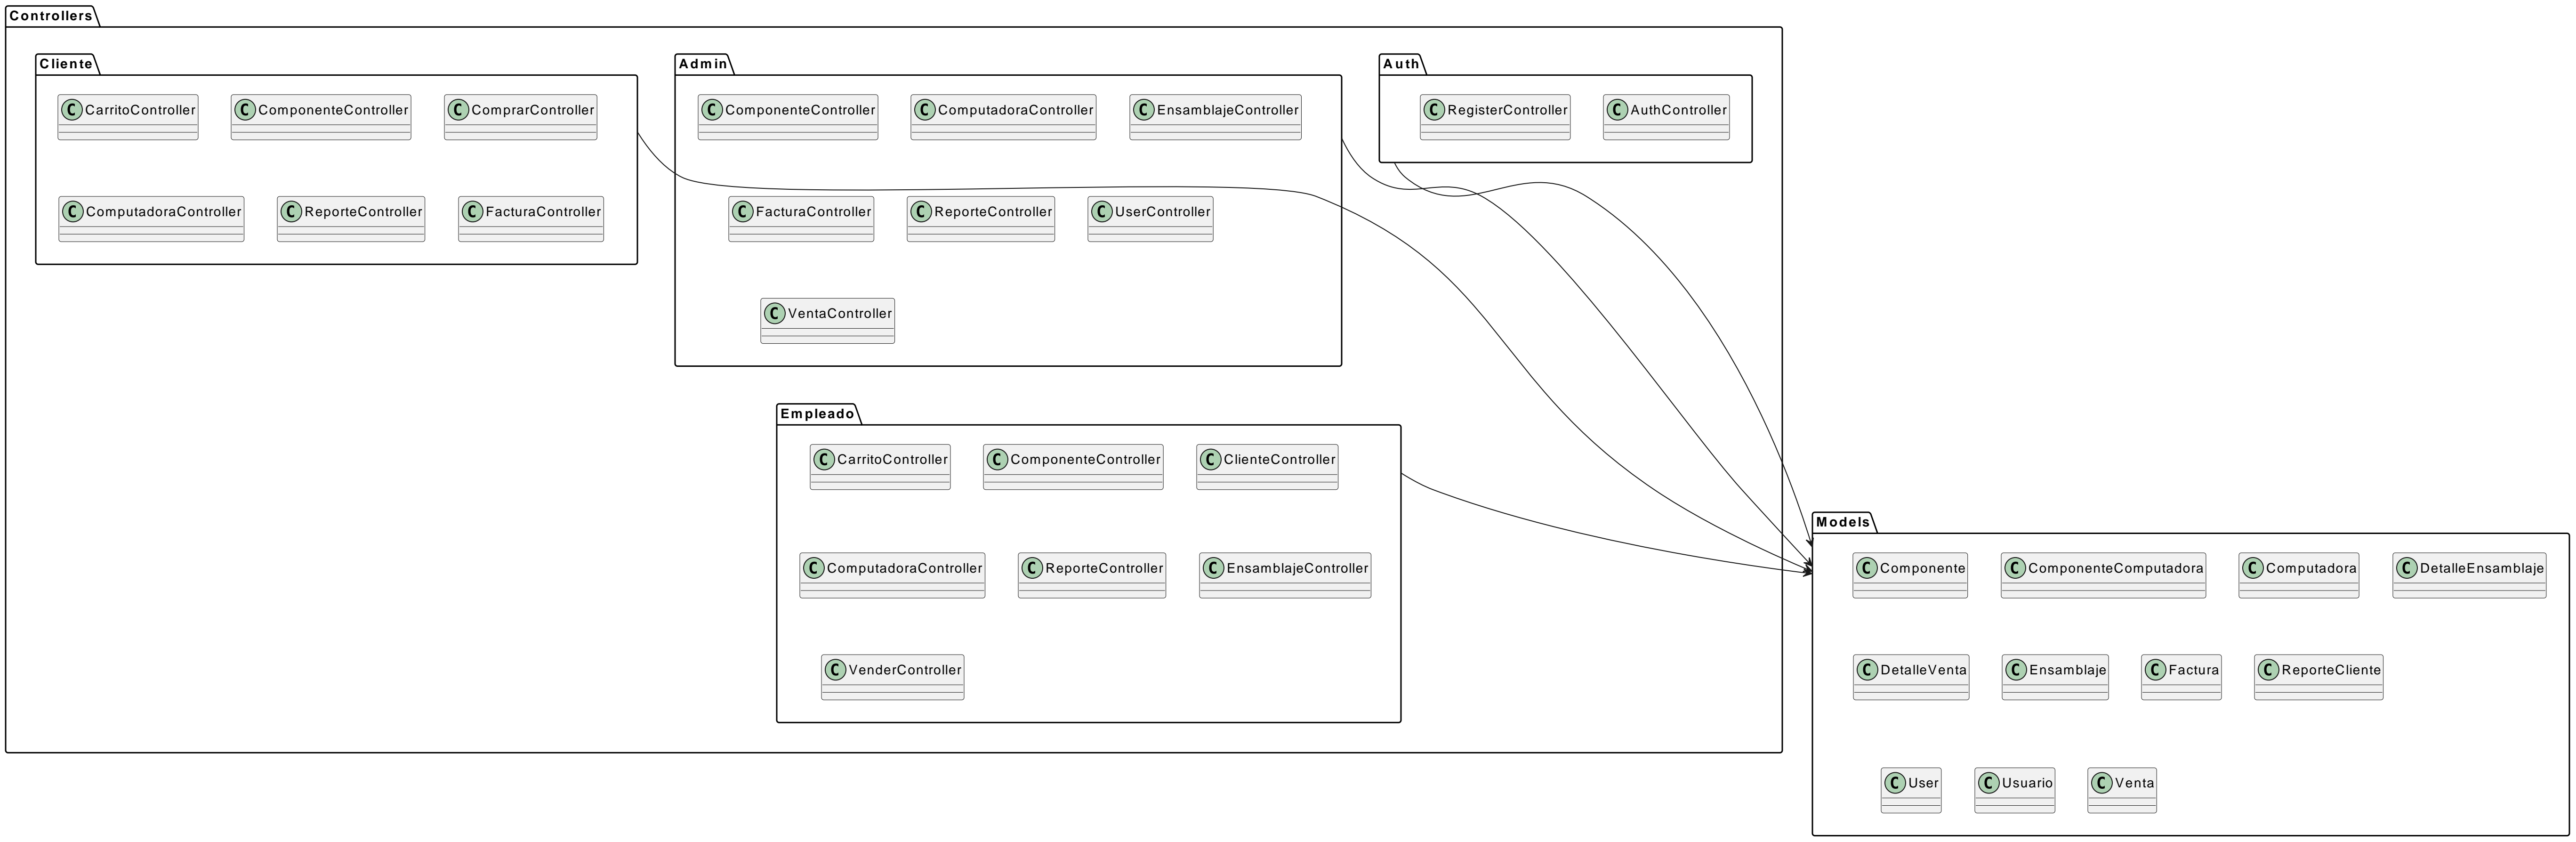 Controllers
Cliente
C CarritoController
C ComponenteController
C ComprarController
C ComputadoraController
C ReporteController
C FacturaController
Admin
C ComponenteController
C ComputadoraController
C EnsamblajeController
C FacturaController
C ReporteController
C UserController
C VentaController
Auth
C RegisterController
C AuthController
Empleado
C CarritoController
C ComponenteController
C ClienteController
C ComputadoraController
C ReporteController
C EnsamblajeController
C VenderController
Models
C Componente
C ComponenteComputadora
C Computadora
C DetalleEnsamblaje
C DetalleVenta
C Ensamblaje
C Factura
C ReporteCliente
C User
C Usuario
C Venta